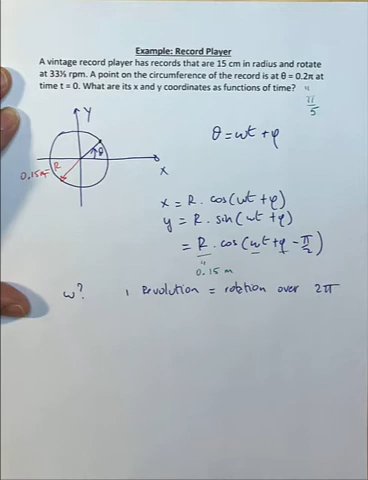 Example: Record Player
A vintage record player has records that are 15 cm in radius and rotate
at 33⅓ rpm. A point on the circumference of the record is at θ = 0.2π at
time t = 0. What are its x and y coordinates as functions of time?
"
π/5
Y
θ = ωt + φ
R
θ
0.15m
X
x = R. cos(ωt + φ)
y = R. sin(ωt + φ)
= R. cos(ωt + φ - π/2)
"
0.15 m
ω? 1 Revolution = rotation over 2π